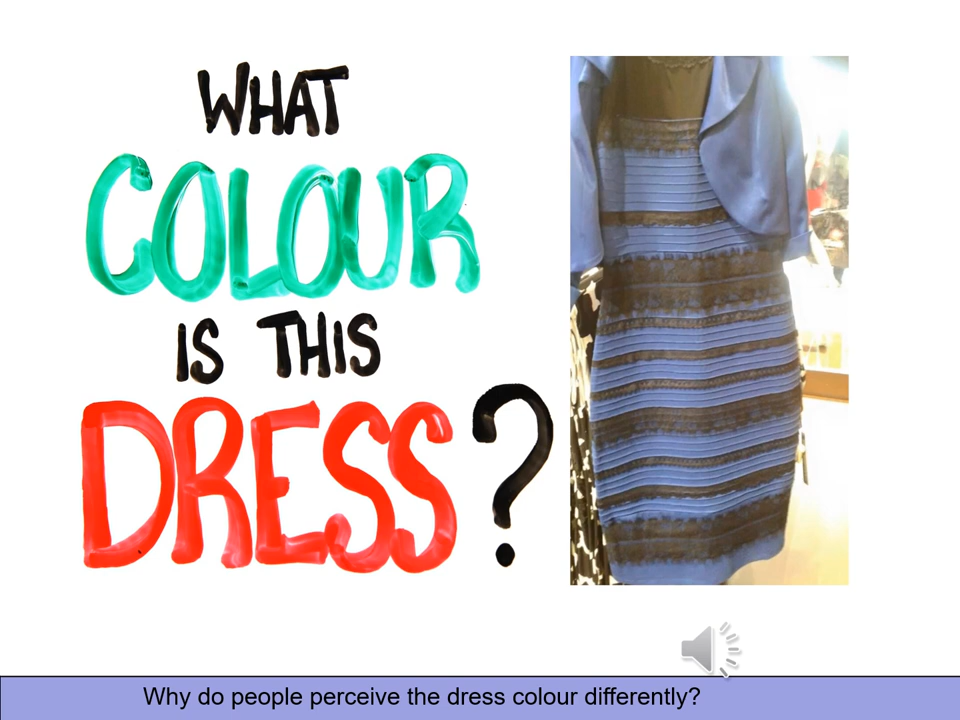 WHAT
COLOUR
IS THIS
DRESS?
Why do people perceive the dress colour differently?